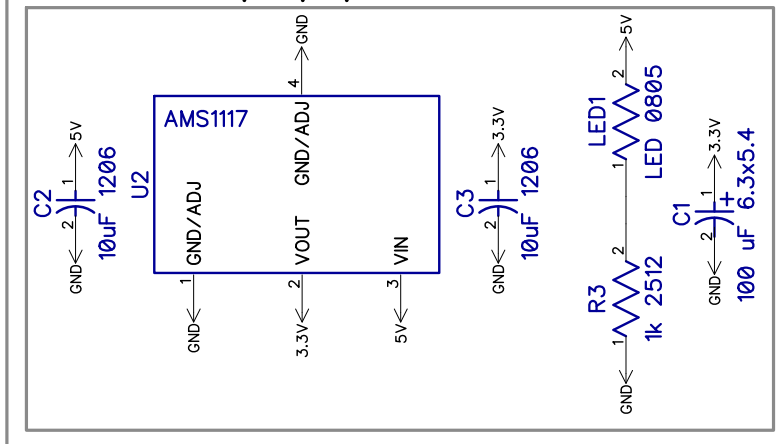 GND
4
AMS1117
GND/ADJ
U2
GND/ADJ
VOUT
VIN
1
2
3
GND
3.3V
5V
5V
1
C2
1206
2
10uF
GND
3.3V
1
C3
1206
2
10uF
GND
5V
2
LED1
LED 0805
1
2
R3
1k 2512
1
GND
3.3V
1
C1
+
2
100 uF 6.3x5.4
GND